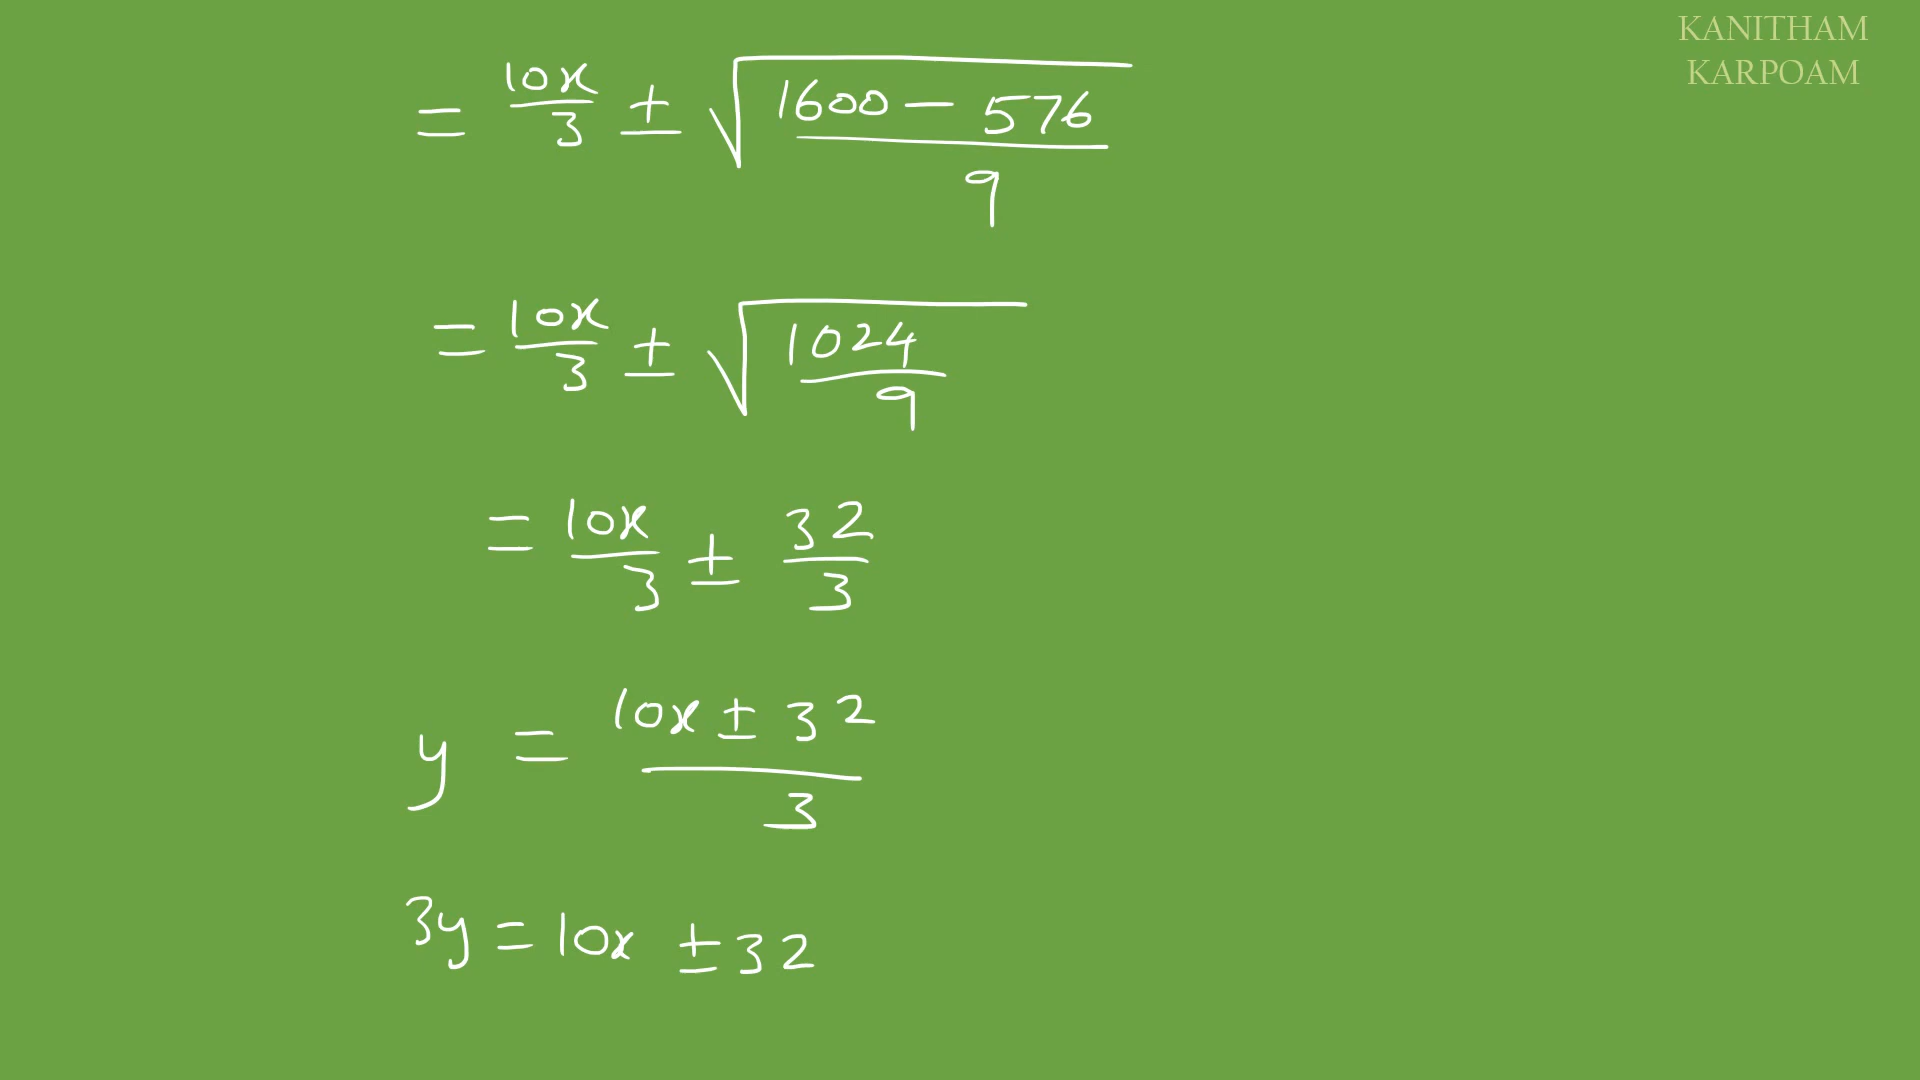 KANITHAM
KARPOAM
= 10x/3 ± √(1600 − 576)/9
= 10x/3 ± √1024/9
= 10x/3 ± 32/3
y = 10x ± 32/3
3y = 10x ± 32